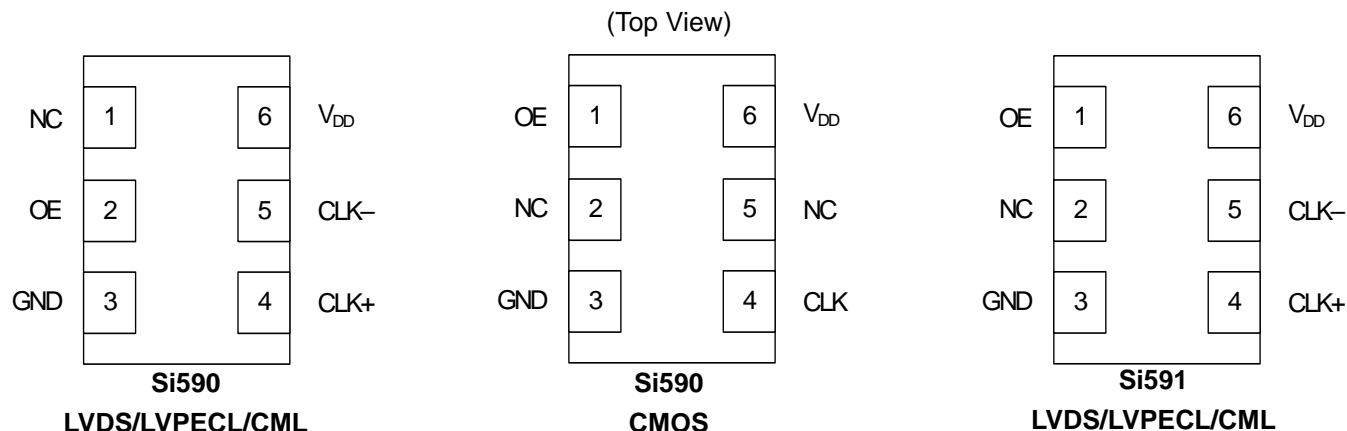 (Top View)
NC 1 6 VDD
OE 2 5 CLK–
GND 3 4 CLK+
Si590
LVDS/LVPECL/CML
OE 1 6 VDD
NC 2 5 NC
GND 3 4 CLK
Si590
CMOS
OE 1 6 VDD
NC 2 5 CLK–
GND 3 4 CLK+
Si591
LVDS/LVPECL/CML